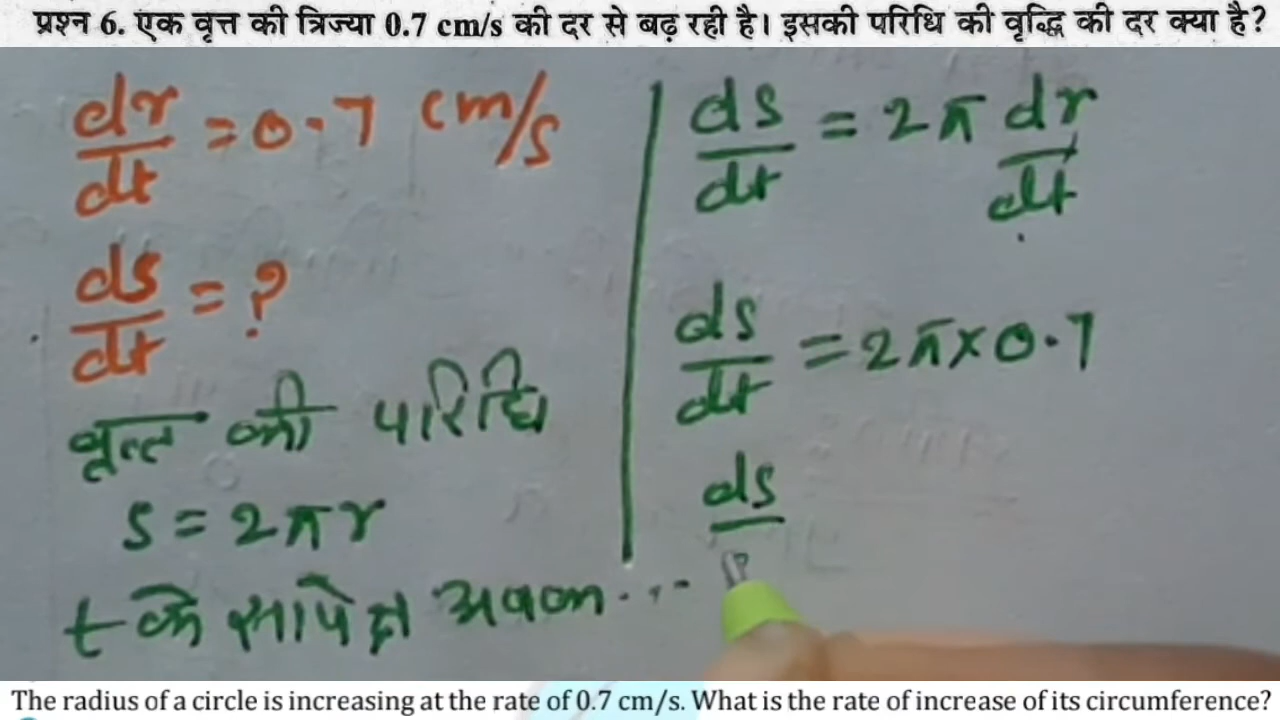 प्रश्न 6. एक वृत्त की त्रिज्या 0.7 cm/s की दर से बढ़ रही है। इसकी परिधि की वृद्धि की दर क्या है?
dr/dt = 0.7 cm/s
ds/dt = ?
वृत्त की परिधि
s = 2πr
t के सापेक्ष अवक...
ds/dt = 2π dr/dt
ds/dt = 2π×0.7
ds
The radius of a circle is increasing at the rate of 0.7 cm/s. What is the rate of increase of its circumference?